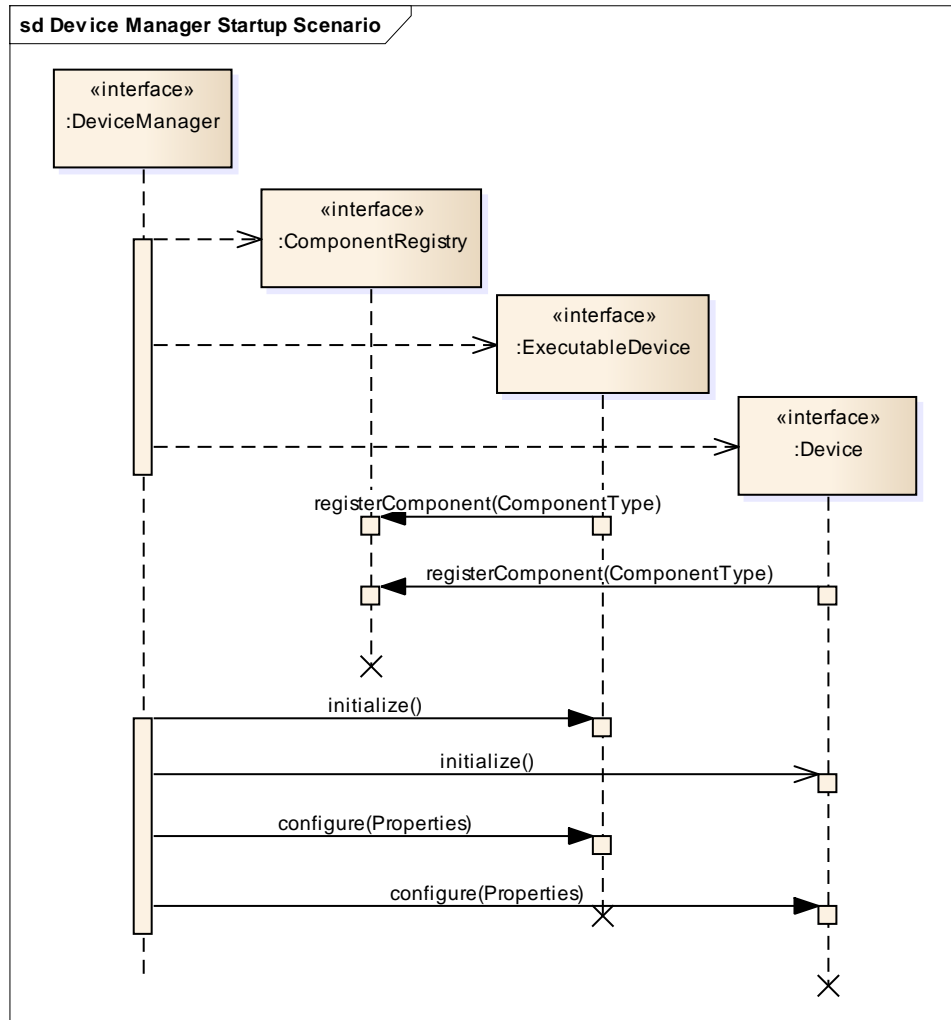 sd Device Manager Startup Scenario
«interface»
:DeviceManager
«interface»
:ComponentRegistry
«interface»
:ExecutableDevice
«interface»
:Device
registerComponent(ComponentType)
registerComponent(ComponentType)
initialize()
initialize()
configure(Properties)
configure(Properties)